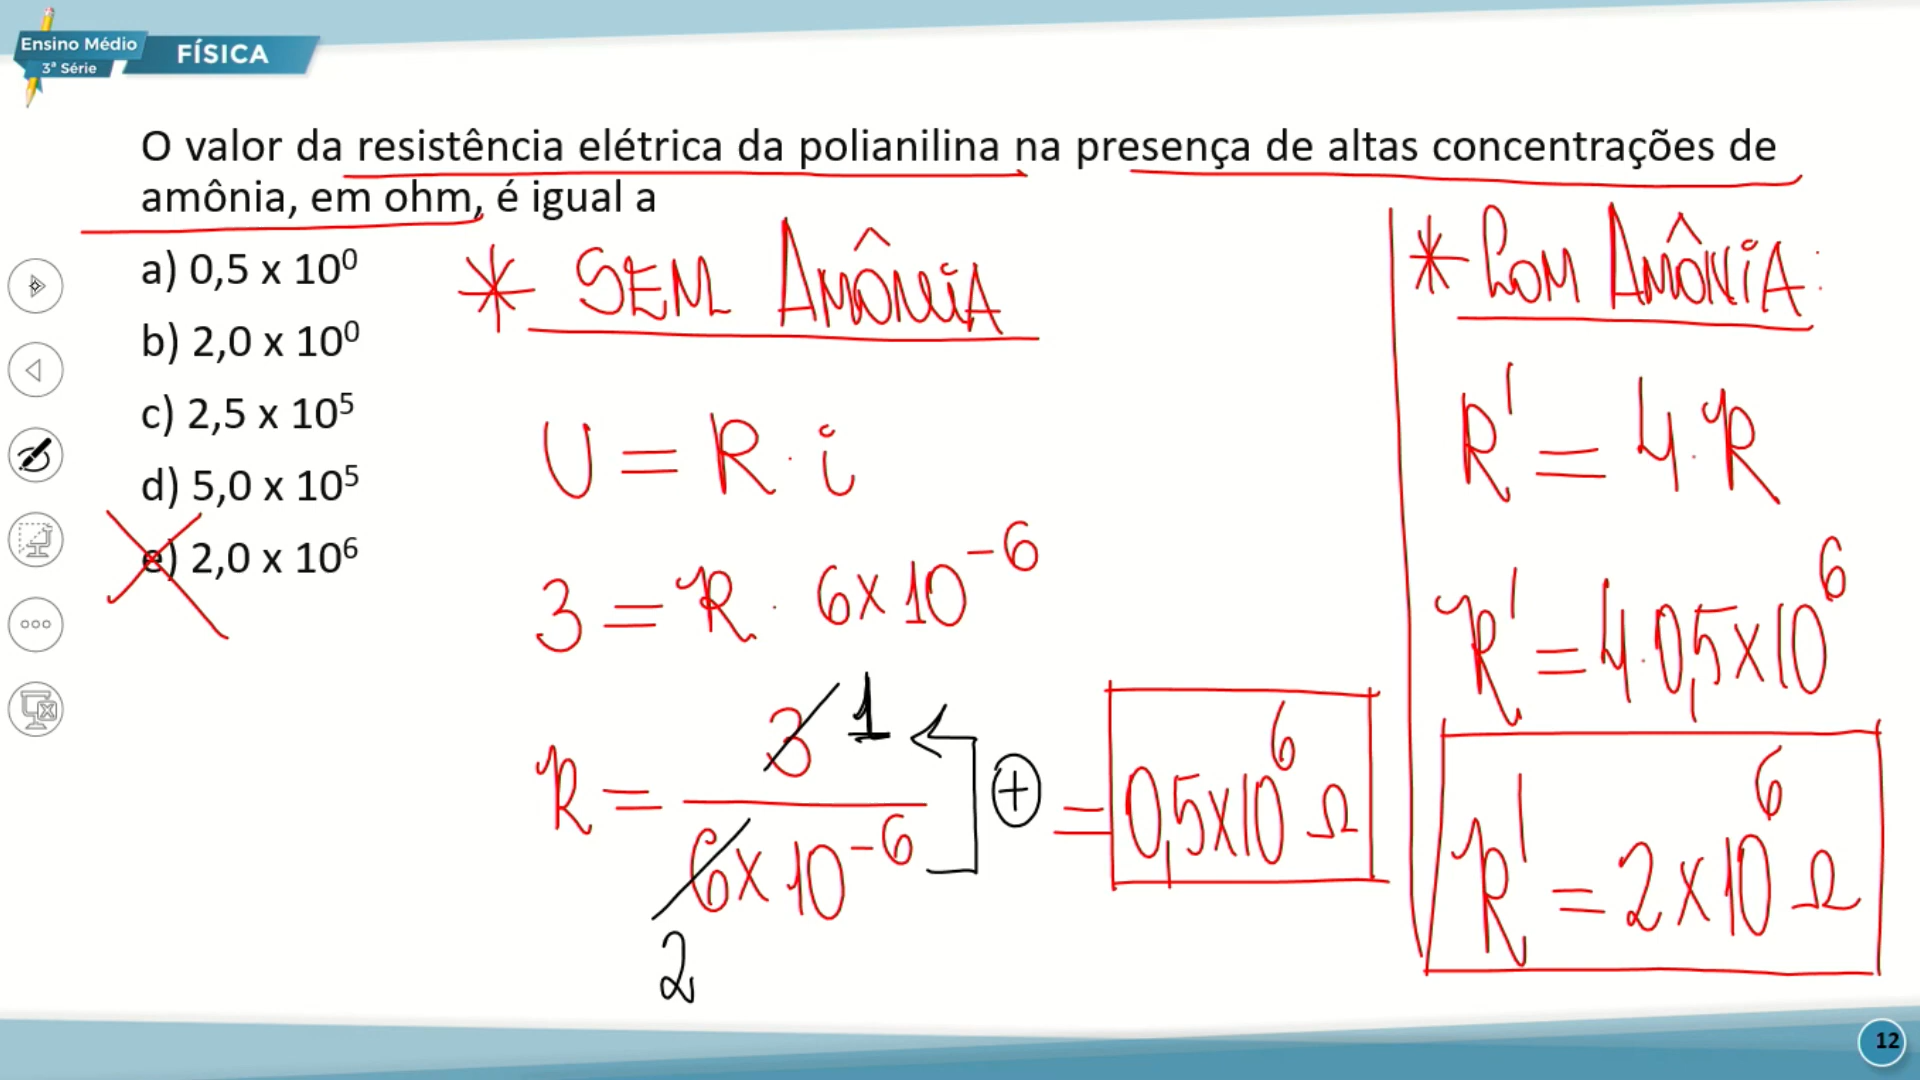 Ensino Médio
3ª Série
FÍSICA
O valor da resistência elétrica da polianilina na presença de altas concentrações de
amônia, em ohm, é igual a
a) 0,5 x 10⁰
b) 2,0 x 10⁰
c) 2,5 x 10⁵
d) 5,0 x 10⁵
e) 2,0 x 10⁶
* SEM AMÔNIA
U = R . i
3 = R . 6x10⁻⁶
R = 3 1 / 6x10⁻⁶ 2 ⊕ = 0,5x10⁶ Ω
* COM AMÔNIA:
R' = 4.R
R' = 4.0,5x10⁶
R' = 2x10⁶ Ω
12